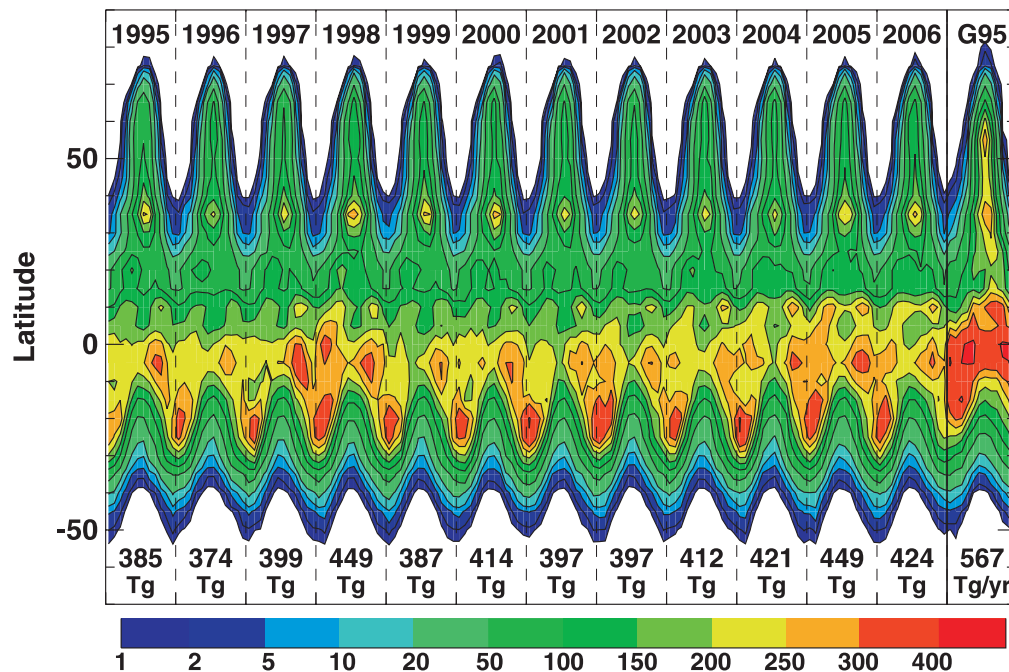 1995 1996 1997 1998 1999 2000 2001 2002 2003 2004 2005 2006 G95
Latitude
50
0
-50
385 374 399 449 387 414 397 397 412 421 449 424 567
Tg Tg Tg Tg Tg Tg Tg Tg Tg Tg Tg Tg Tg/yr
1 2 5 10 20 50 100 150 200 250 300 400